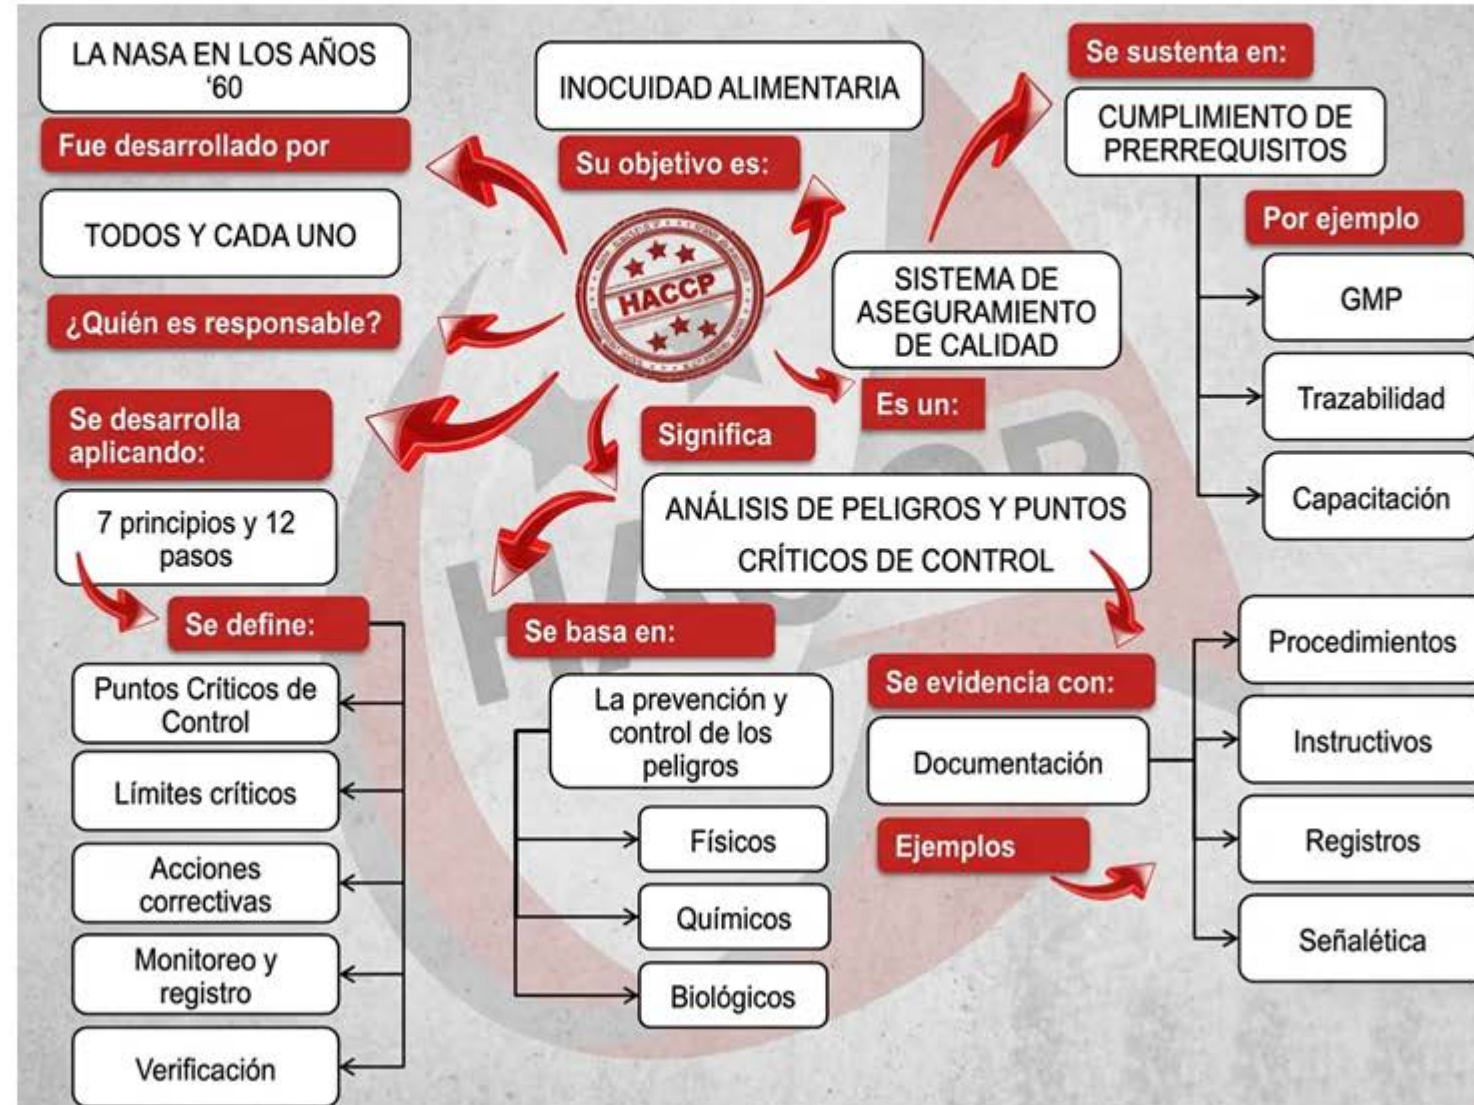 LA NASA EN LOS AÑOS
‘60
Fue desarrollado por
TODOS Y CADA UNO
¿Quién es responsable?
Se desarrolla
aplicando:
7 principios y 12
pasos
Se define:
Puntos Críticos de
Control
Límites críticos
Acciones
correctivas
Monitoreo y
registro
Verificación
INOCUIDAD ALIMENTARIA
Su objetivo es:
HACCP
SISTEMA DE
ASEGURAMIENTO
DE CALIDAD
Es un:
Significa
ANÁLISIS DE PELIGROS Y PUNTOS
CRÍTICOS DE CONTROL
Se basa en:
La prevención y
control de los
peligros
Físicos
Químicos
Biológicos
Se sustenta en:
CUMPLIMIENTO DE
PRERREQUISITOS
Por ejemplo
GMP
Trazabilidad
Capacitación
Se evidencia con:
Documentación
Ejemplos
Procedimientos
Instructivos
Registros
Señalética
HACCP